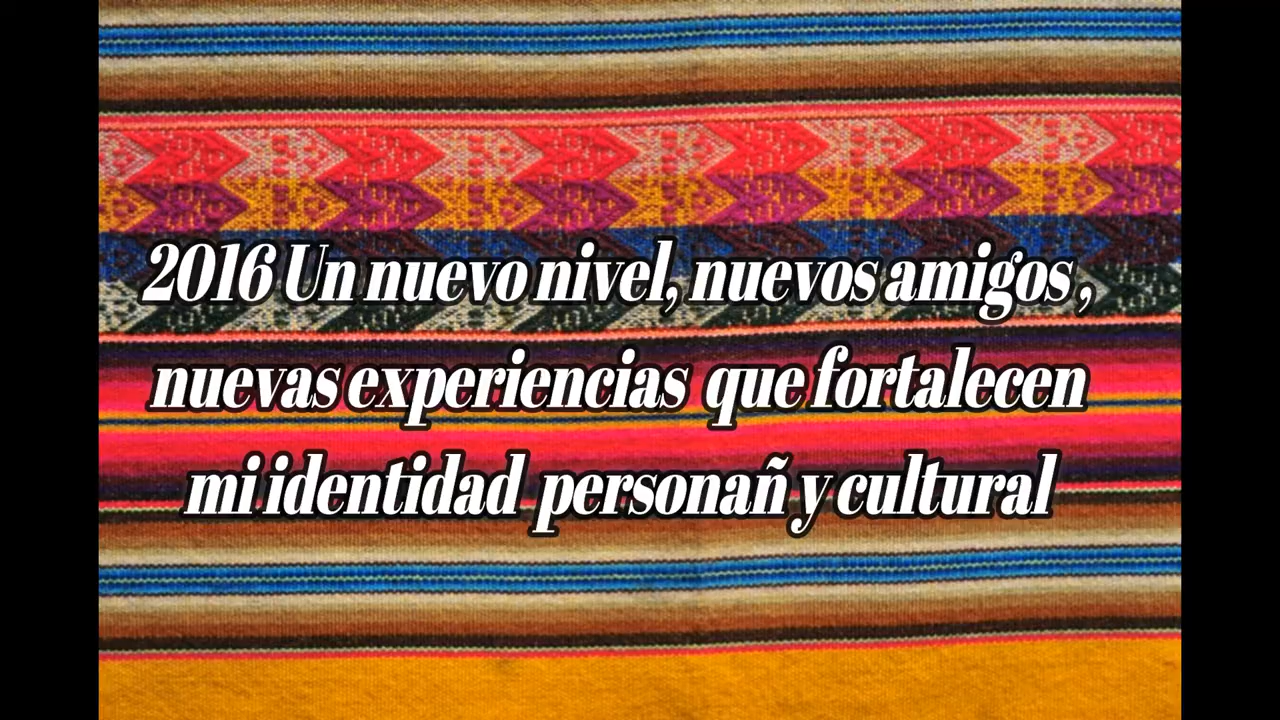 2016 Un nuevo nivel, nuevos amigos ,
nuevas experiencias que fortalecen
mi identidad personañ y cultural